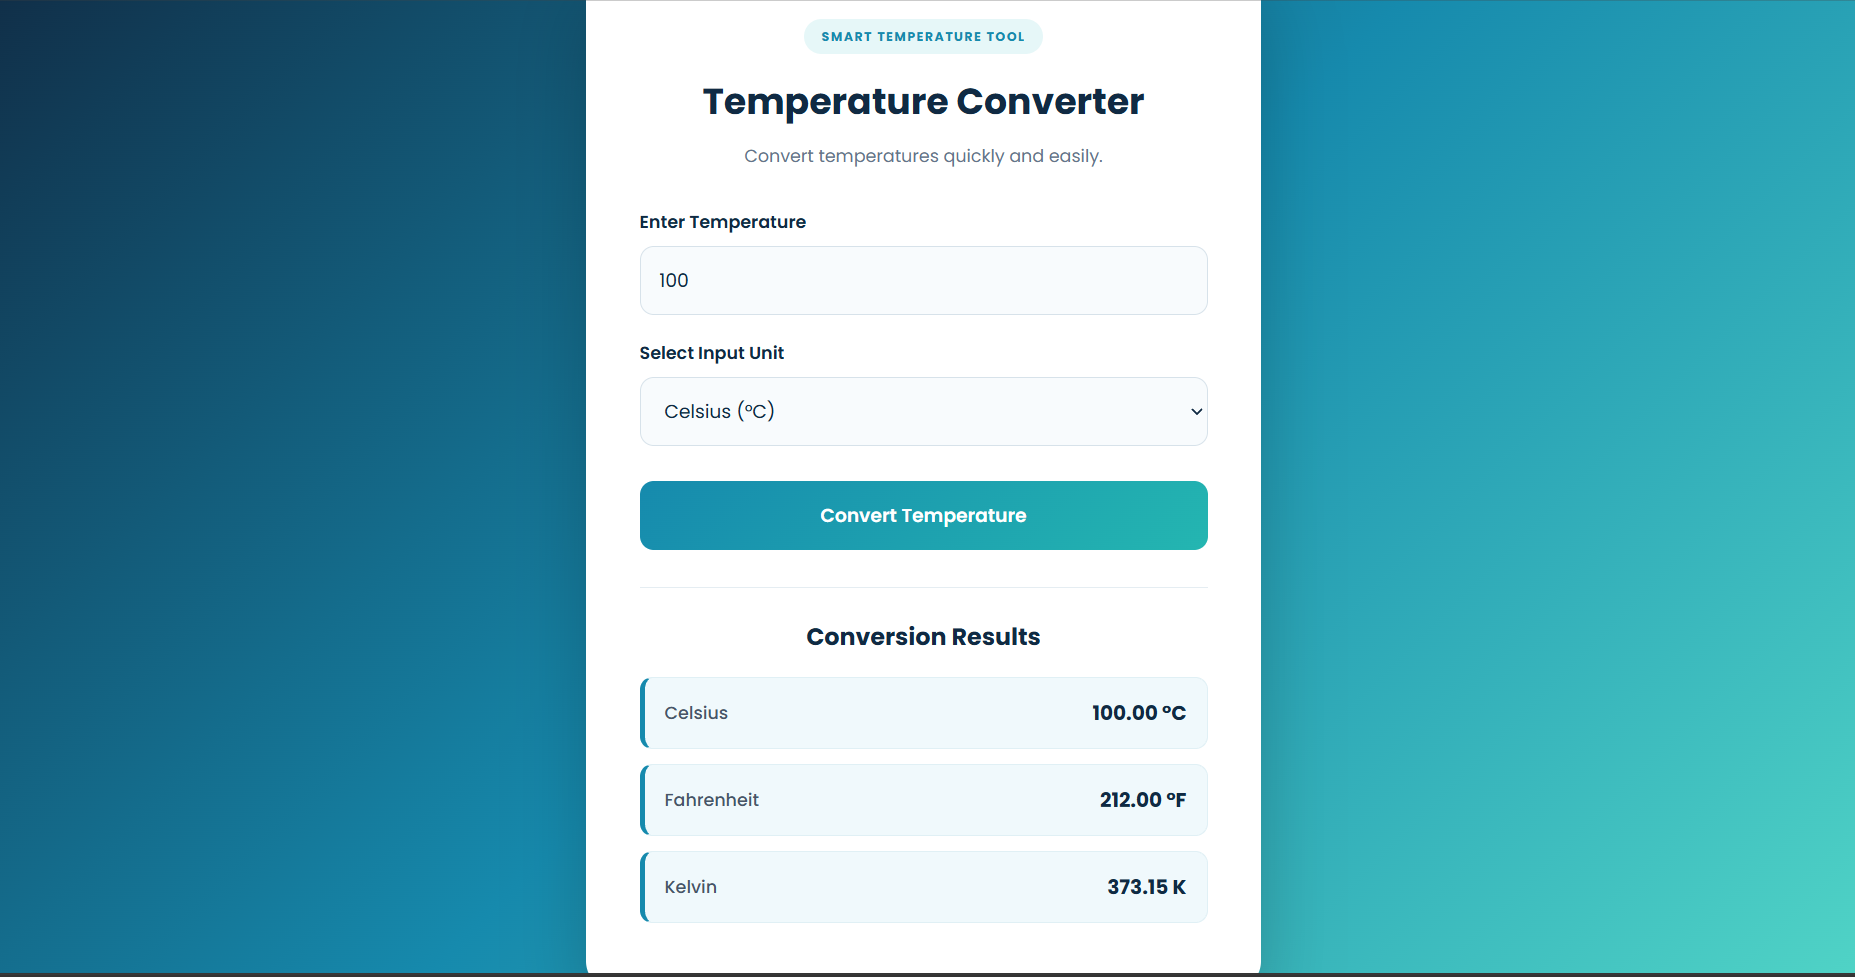 SMART TEMPERATURE TOOL
Temperature Converter
Convert temperatures quickly and easily.
Enter Temperature
100
Select Input Unit
Celsius (°C)
Convert Temperature
Conversion Results
Celsius 100.00 °C
Fahrenheit 212.00 °F
Kelvin 373.15 K